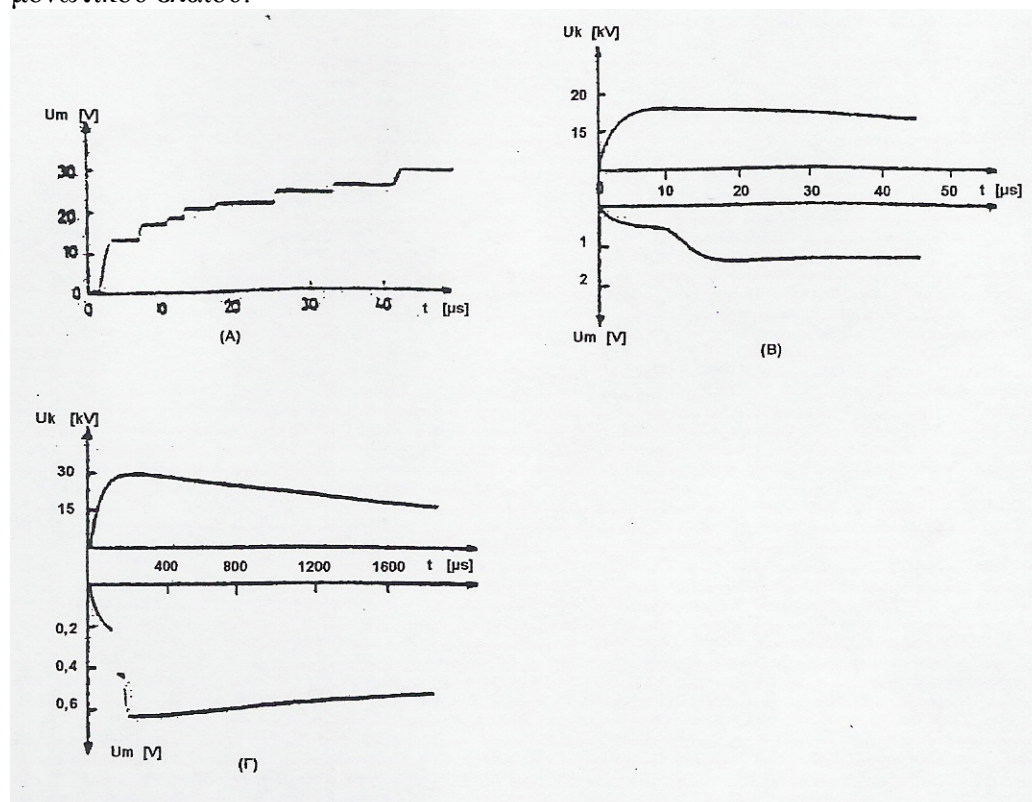 Um [V]
30
20
10
0
0 10 20 30 40 t [μs]
(A)
Uk [kV]
20
15
0 10 20 30 40 50 t [μs]
1
2
Um [V]
(B)
Uk [kV]
30
15
400 800 1200 1600 t [μs]
0,2
0,4
0,6
Um [V]
(Γ)